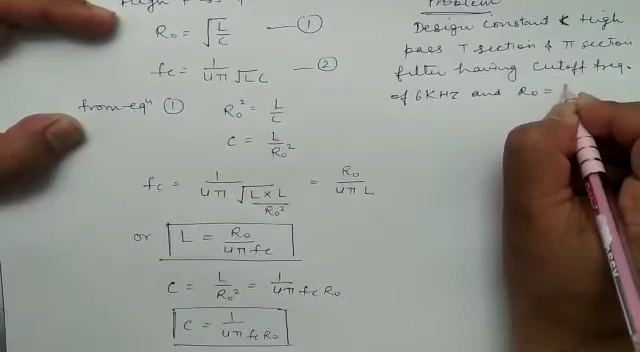 High Pass
R₀ = √(L/C) — ①
fc = 1/(4π√LC) — ②
from eqⁿ ① R₀² = L/C
C = L/R₀²
fc = 1/(4π√(L×L/R₀²)) = R₀/(4πL)
or L = R₀/(4πfc)
C = L/R₀² = 1/(4πfcR₀)
C = 1/(4πfcR₀)
Problem
Design Constant K High
pass T section & π section
filter having Cutoff freq.
of 6KHZ and R₀ =